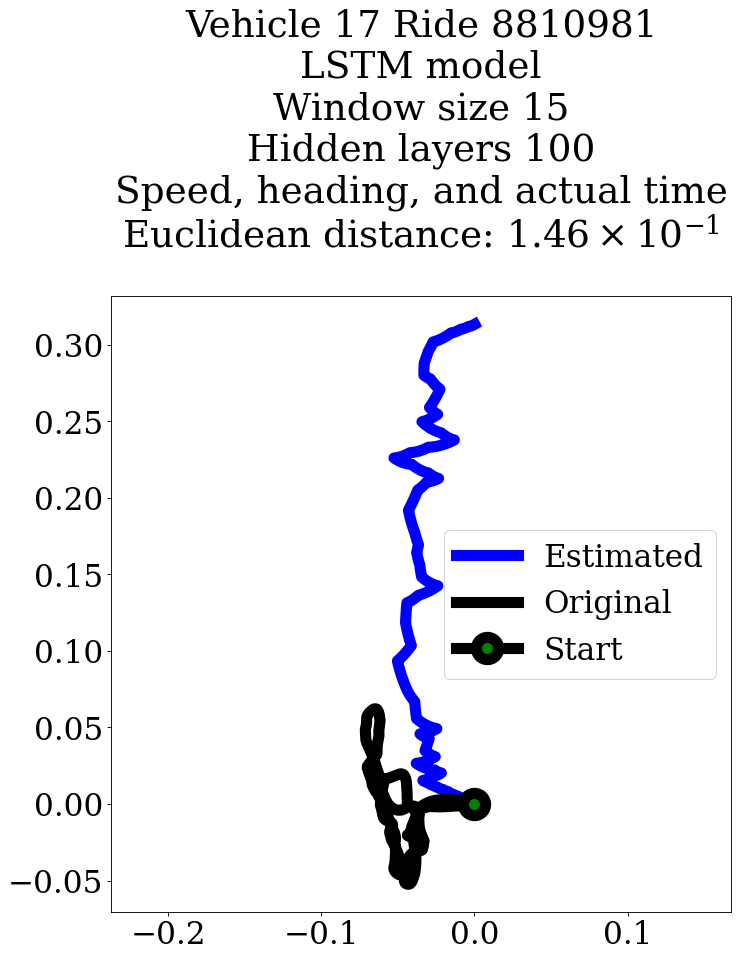 Vehicle 17 Ride 8810981
LSTM model
Window size 15
Hidden layers 100
Speed, heading, and actual time
Euclidean distance: 1.46 × 10⁻¹
0.30
0.25
0.20
0.15
0.10
0.05
0.00
−0.05
Estimated
Original
Start
−0.2
−0.1
0.0
0.1